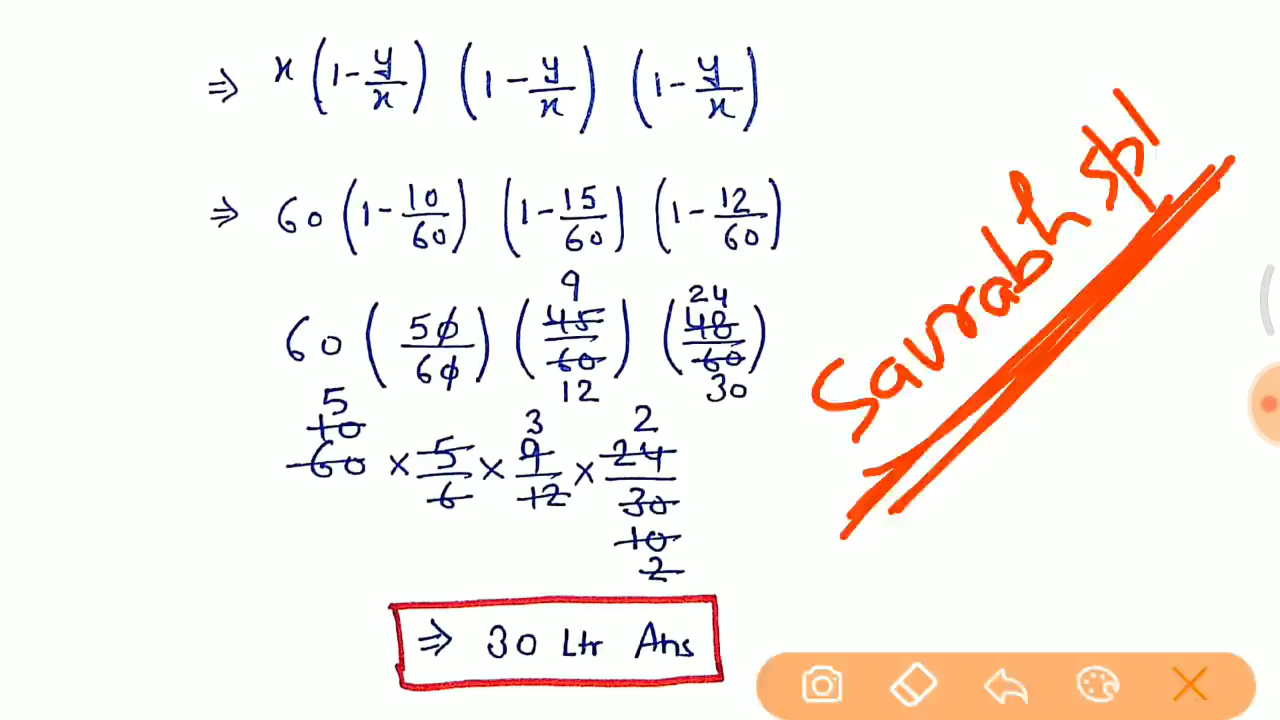 ⇒ x (1 - y/x) (1 - y/x) (1 - y/x)
⇒ 60 (1 - 10/60) (1 - 15/60) (1 - 12/60)
9 24
60 (50/60) (45/60) (48/60)
12 30
5
10 3 2
60 × 5/6 × 9/12 × 24/30
10
2
⇒ 30 Ltr Ans
Saurabh spl